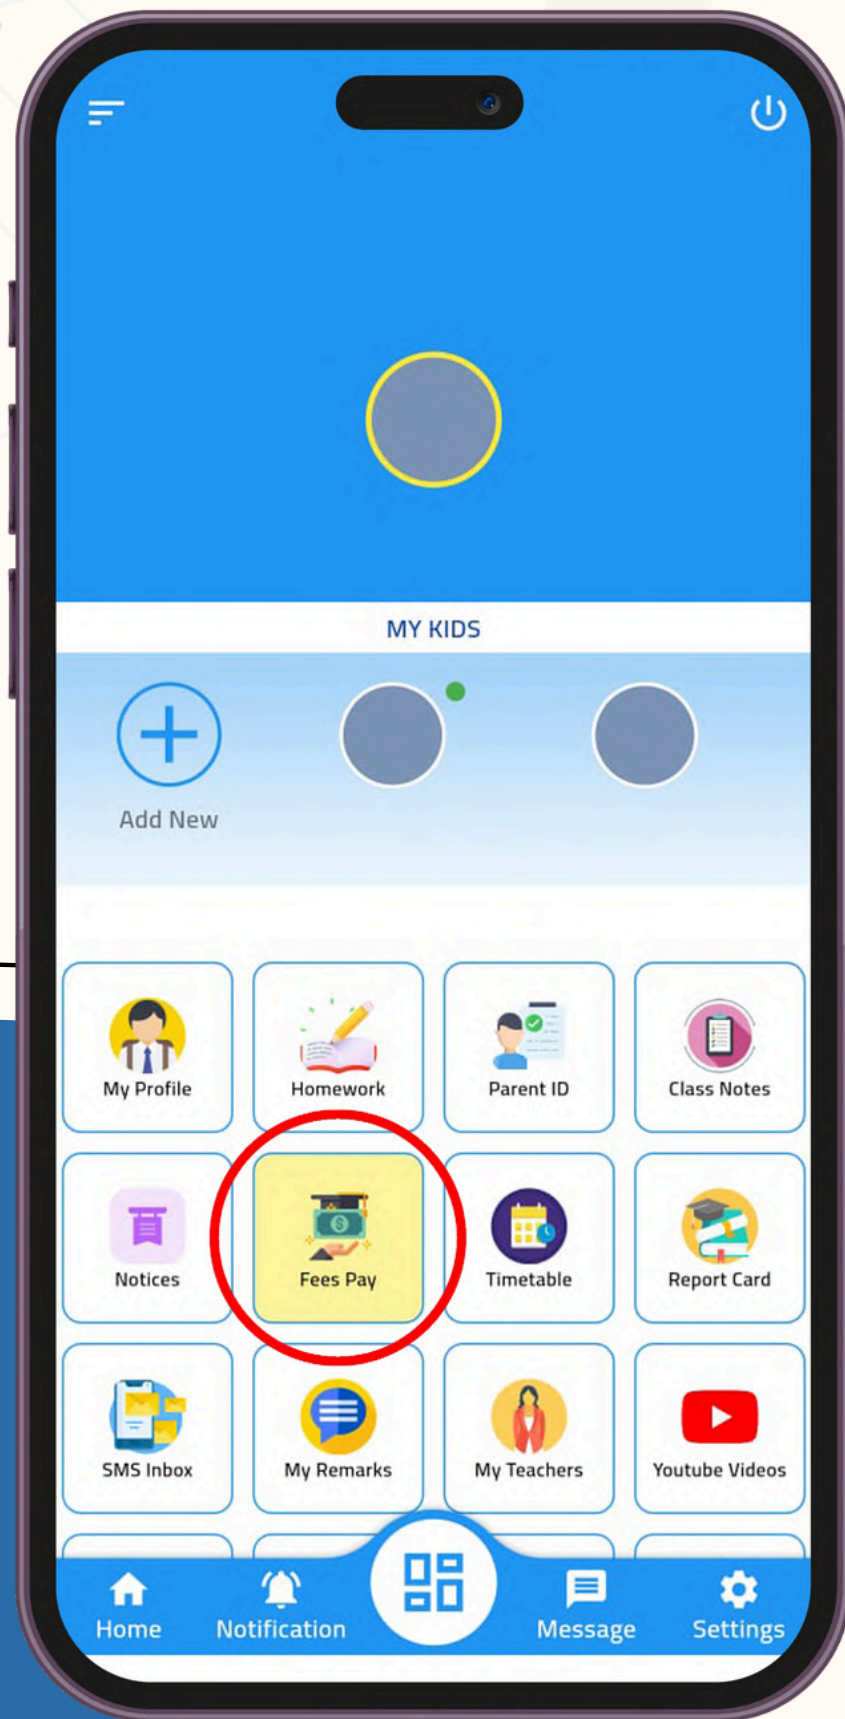 MY KIDS
Add New
My Profile
Homework
Parent ID
Class Notes
Notices
Fees Pay
Timetable
Report Card
SMS Inbox
My Remarks
My Teachers
Youtube Videos
Home
Notification
Message
Settings